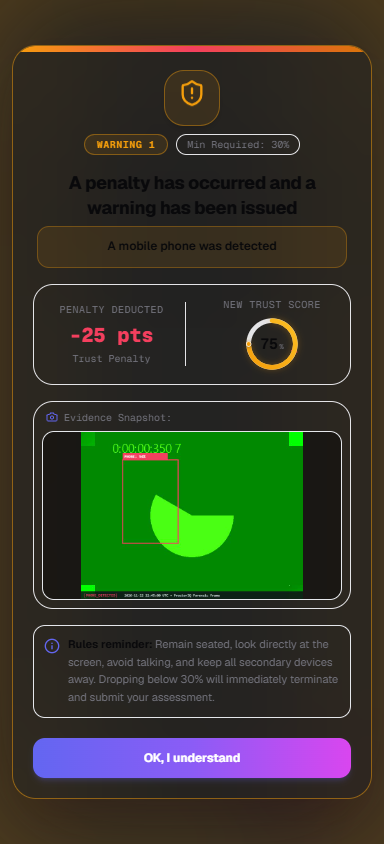 WARNING 1
Min Required: 30%
A penalty has occurred and a
warning has been issued
A mobile phone was detected
PENALTY DEDUCTED
-25 pts
Trust Penalty
NEW TRUST SCORE
75%
Evidence Snapshot:
0:00:00:350 7
Rules reminder: Remain seated, look directly at the
screen, avoid talking, and keep all secondary devices
away. Dropping below 30% will immediately terminate
and submit your assessment.
OK, I understand